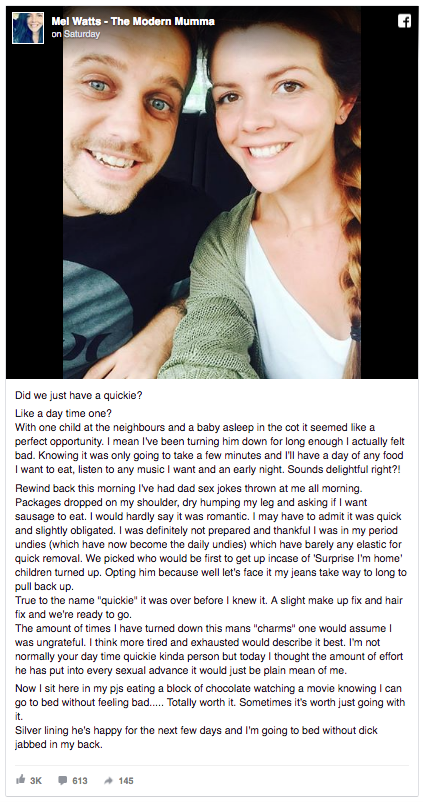 Mel Watts - The Modern Mumma
on Saturday
Did we just have a quickie?
Like a day time one?
With one child at the neighbours and a baby asleep in the cot it seemed like a
perfect opportunity. I mean I've been turning him down for long enough I actually felt
bad. Knowing it was only going to take a few minutes and I'll have a day of any food
I want to eat, listen to any music I want and an early night. Sounds delightful right?!
Rewind back this morning I've had dad sex jokes thrown at me all morning.
Packages dropped on my shoulder, dry humping my leg and asking if I want
sausage to eat. I would hardly say it was romantic. I may have to admit it was quick
and slightly obligated. I was definitely not prepared and thankful I was in my period
undies (which have now become the daily undies) which have barely any elastic for
quick removal. We picked who would be first to get up incase of 'Surprise I'm home'
children turned up. Opting him because well let's face it my jeans take way to long to
pull back up.
True to the name "quickie" it was over before I knew it. A slight make up fix and hair
fix and we're ready to go.
The amount of times I have turned down this mans "charms" one would assume I
was ungrateful. I think more tired and exhausted would describe it best. I'm not
normally your day time quickie kinda person but today I thought the amount of effort
he has put into every sexual advance it would just be plain mean of me.
Now I sit here in my pjs eating a block of chocolate watching a movie knowing I can
go to bed without feeling bad..... Totally worth it. Sometimes it's worth just going with
it.
Silver lining he's happy for the next few days and I'm going to bed without dick
jabbed in my back.
3K 613 145